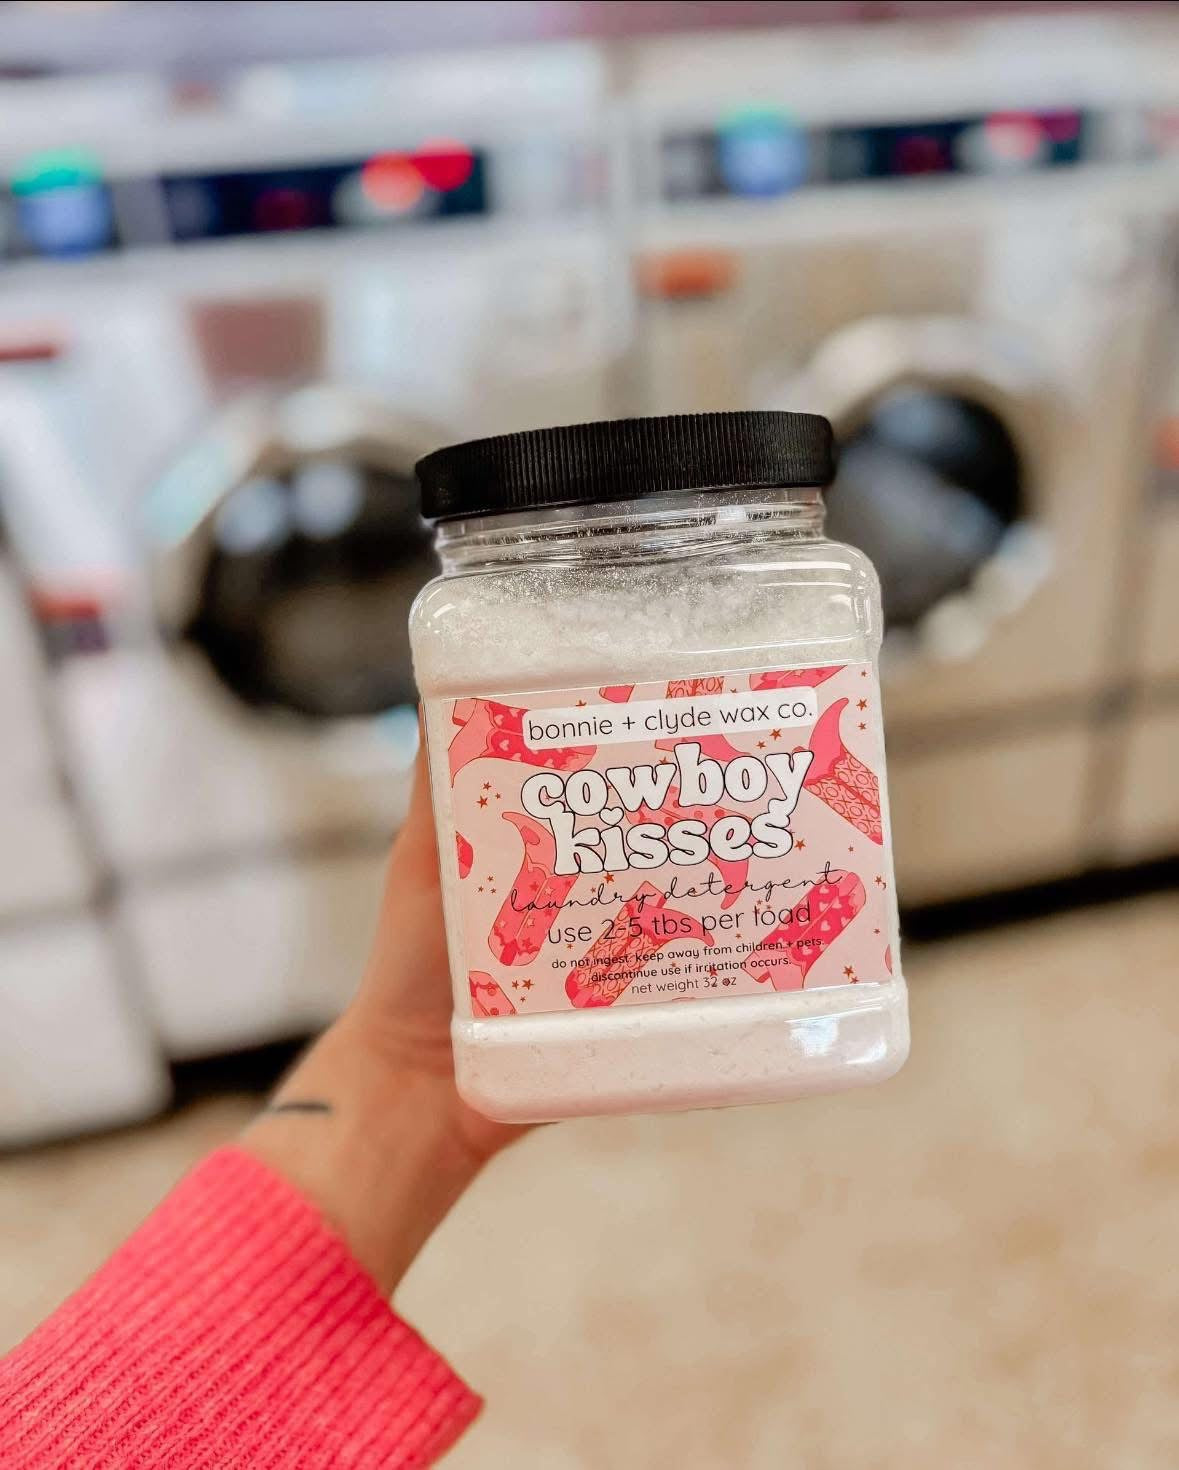 bonnie + clyde wax co.
cowboy
kisses
laundry detergent
use 2-5 tbs per load
do not ingest. keep away from children + pets.
discontinue use if irritation occurs.
net weight 32 oz